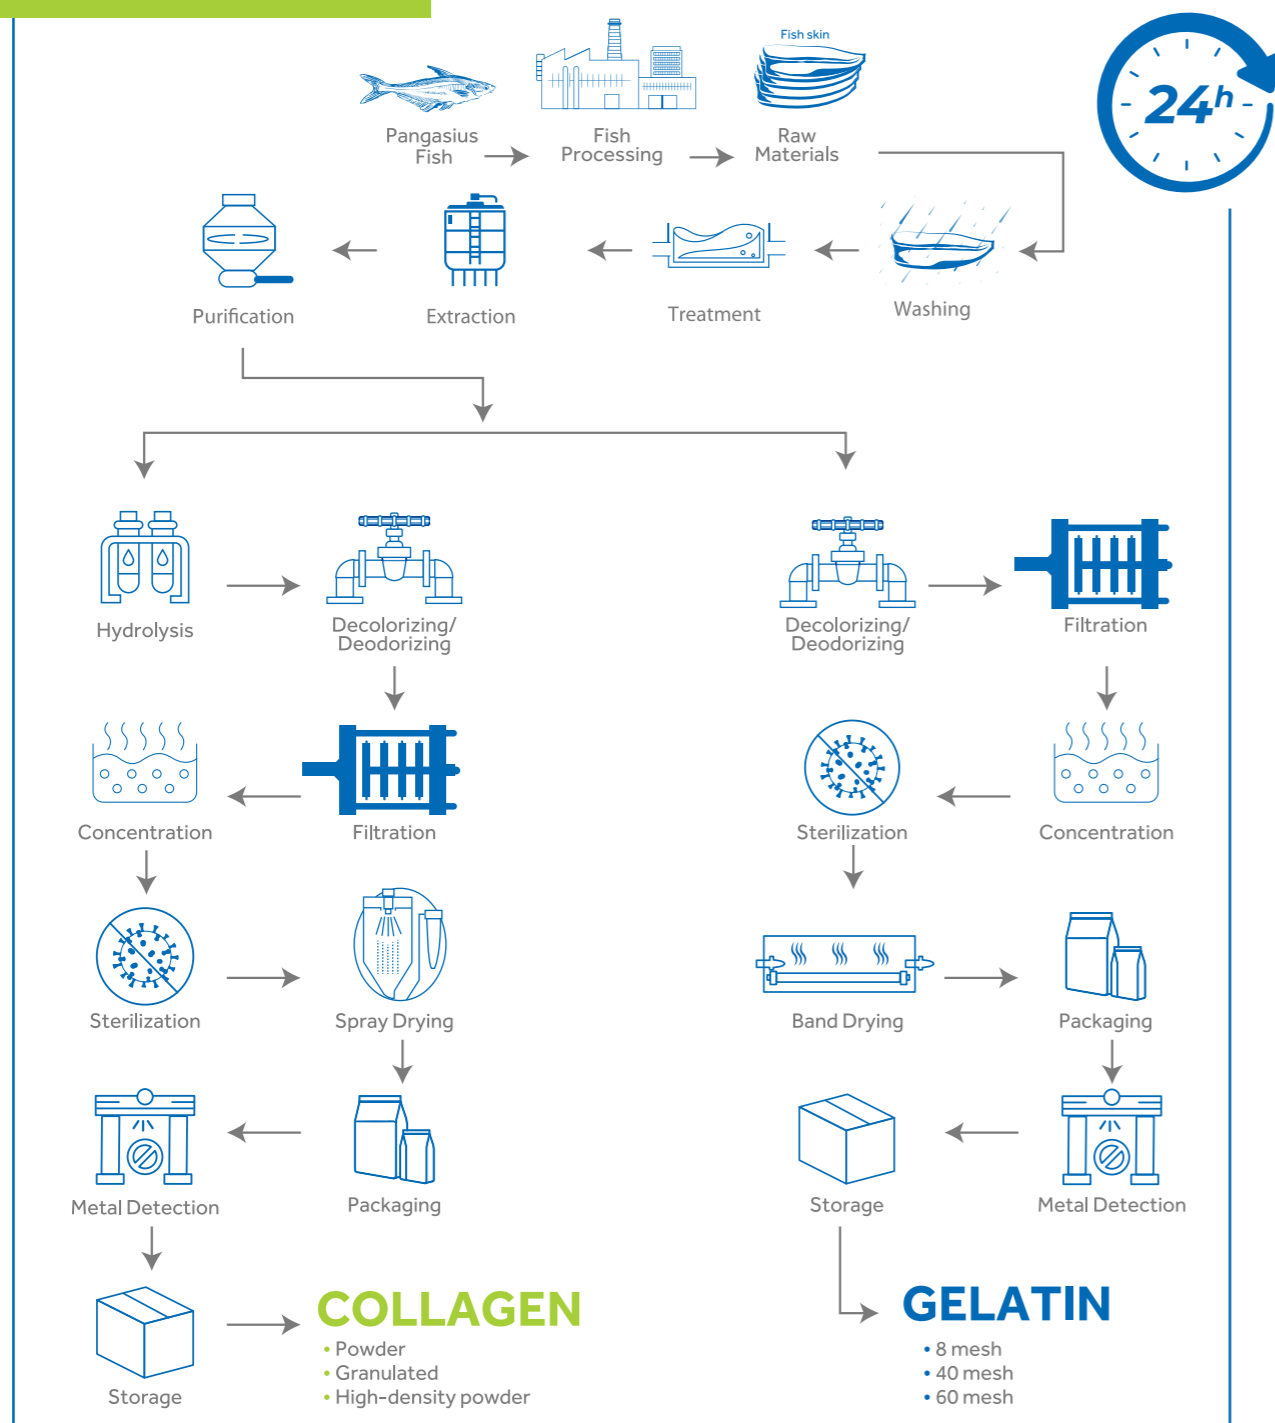 Fish skin
24h
Pangasius
Fish
Fish
Processing
Raw
Materials
Purification
Extraction
Treatment
Washing
Hydrolysis
Decolorizing/
Deodorizing
Decolorizing/
Deodorizing
Filtration
Concentration
Filtration
Sterilization
Concentration
Sterilization
Spray Drying
Band Drying
Packaging
Metal Detection
Packaging
Storage
Metal Detection
Storage
COLLAGEN
• Powder
• Granulated
• High-density powder
GELATIN
• 8 mesh
• 40 mesh
• 60 mesh